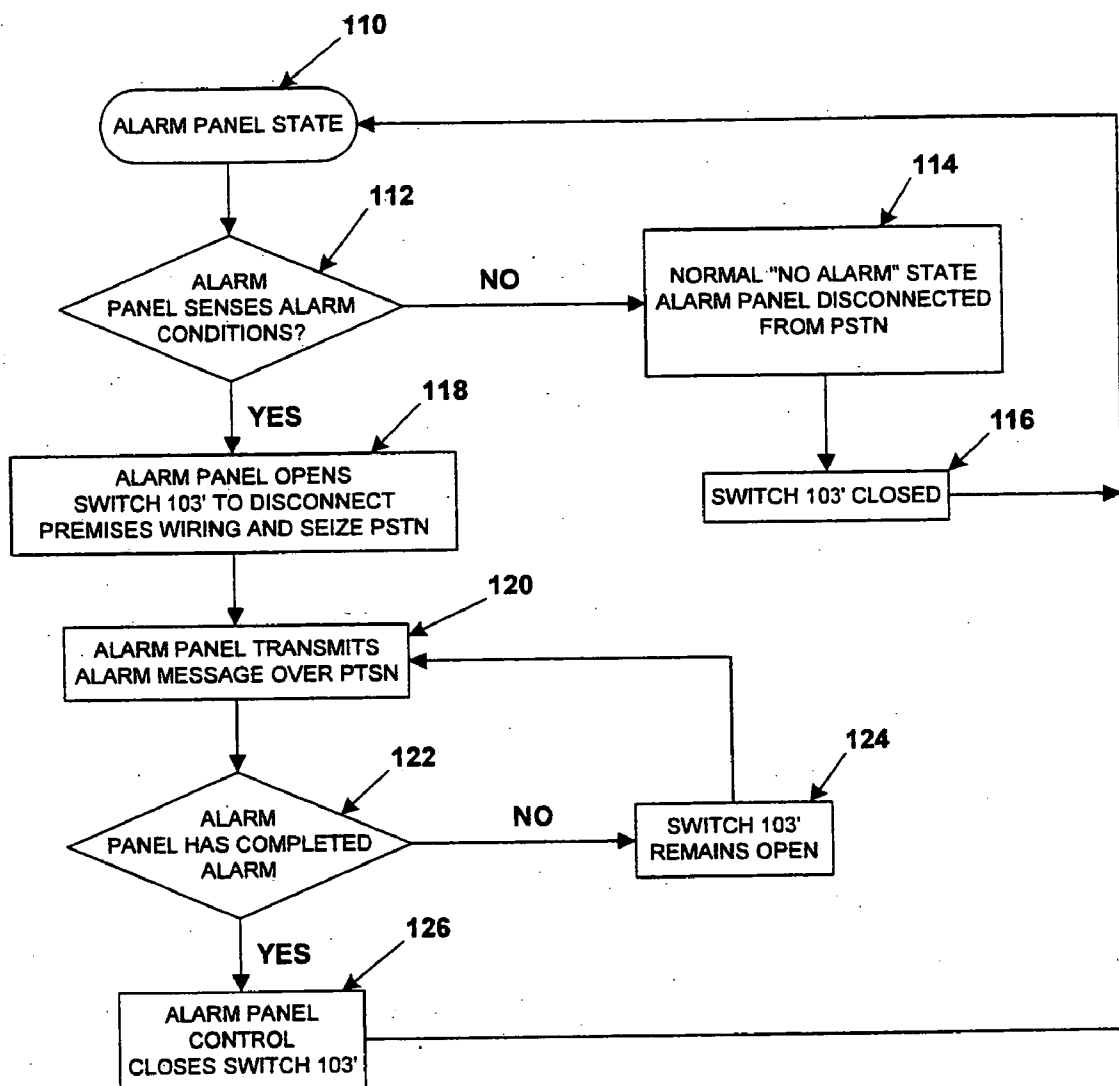 110
ALARM PANEL STATE
112
ALARM
PANEL SENSES ALARM
CONDITIONS?
NO
114
NORMAL "NO ALARM" STATE
ALARM PANEL DISCONNECTED
FROM PSTN
YES
118
116
ALARM PANEL OPENS
SWITCH 103' TO DISCONNECT
PREMISES WIRING AND SEIZE PSTN
SWITCH 103' CLOSED
120
ALARM PANEL TRANSMITS
ALARM MESSAGE OVER PTSN
122
ALARM
PANEL HAS COMPLETED
ALARM
NO
124
SWITCH 103'
REMAINS OPEN
YES
126
ALARM PANEL
CONTROL
CLOSES SWITCH 103'